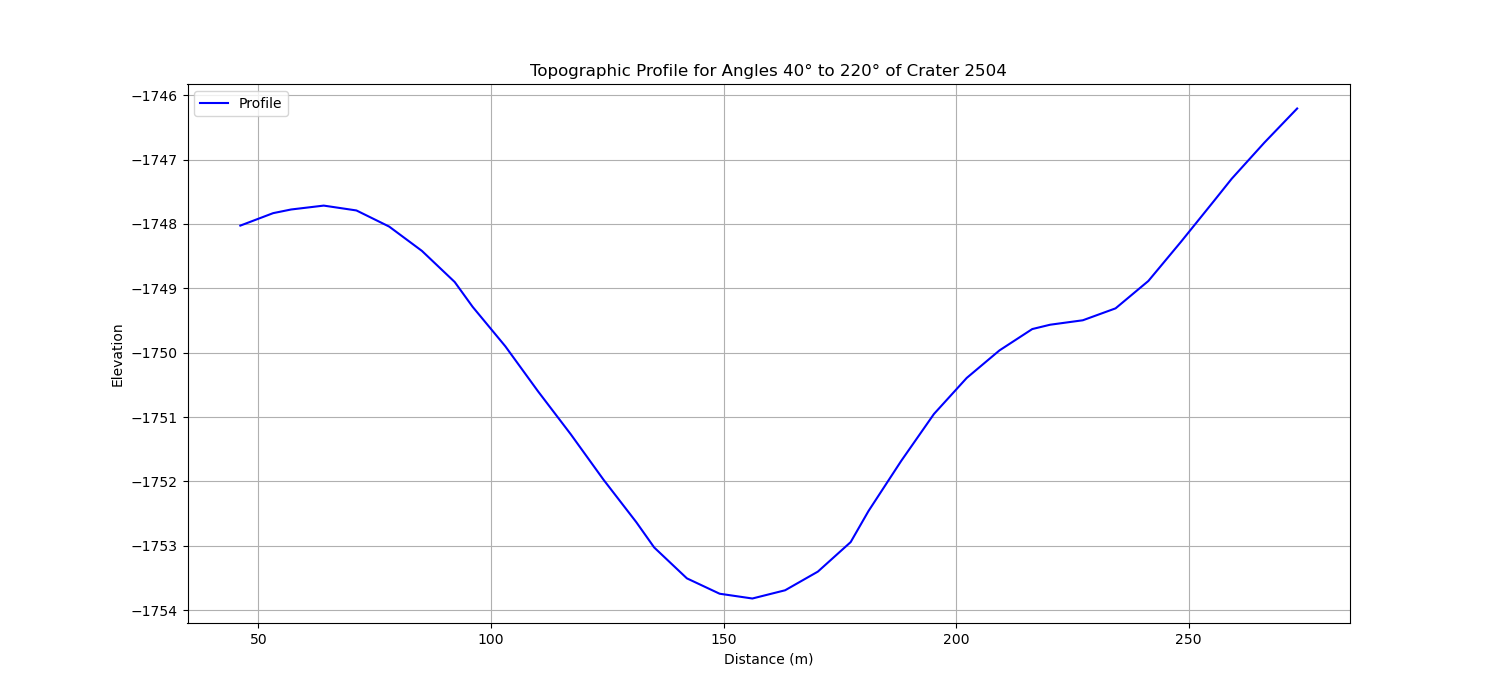 Topographic Profile for Angles 40° to 220° of Crater 2504
Profile
−1746
−1747
−1748
−1749
−1750
−1751
−1752
−1753
−1754
Elevation
50 100 150 200 250
Distance (m)